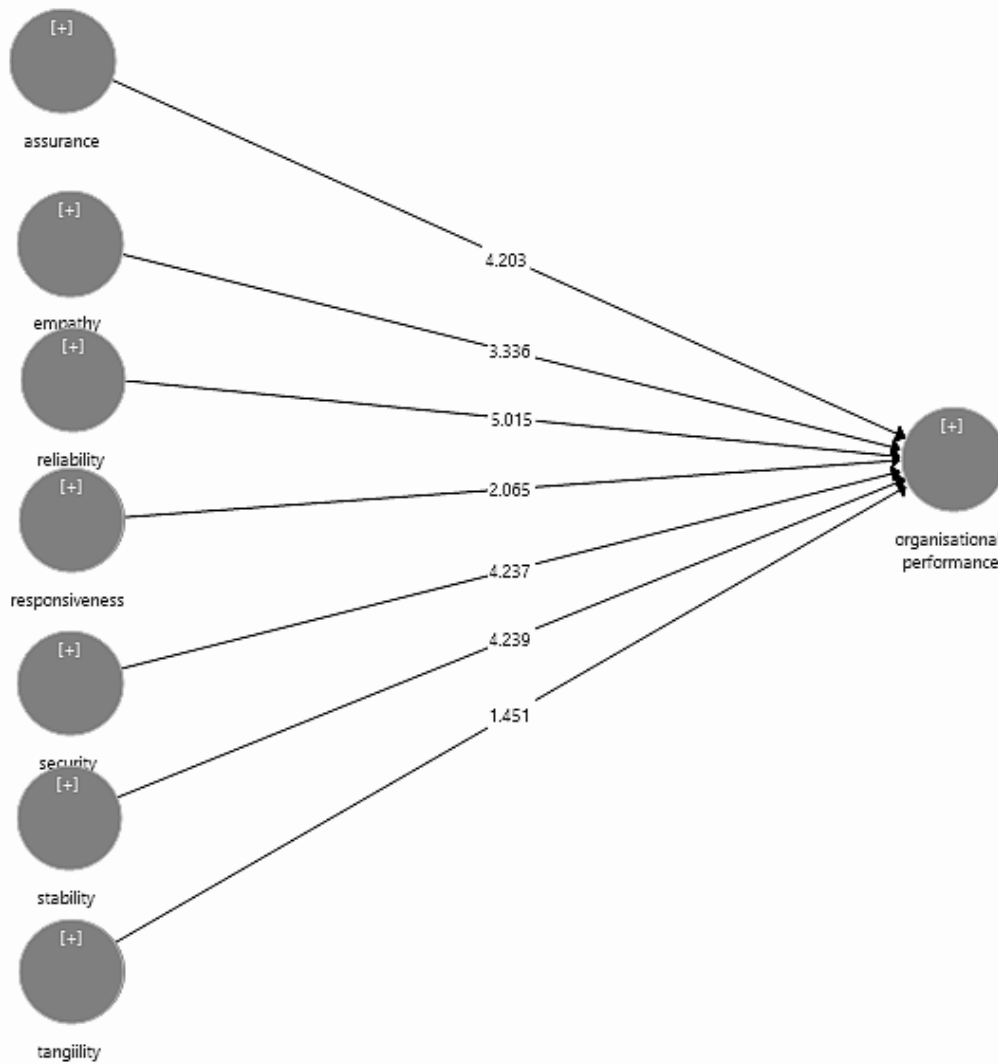 [+]
assurance
4.203
[+]
empathy
3.336
[+]
reliability
5.015
[+]
responsiveness
2.065
[+]
organisational
performance
4.237
[+]
security
4.239
[+]
stability
1.451
[+]
tangiility